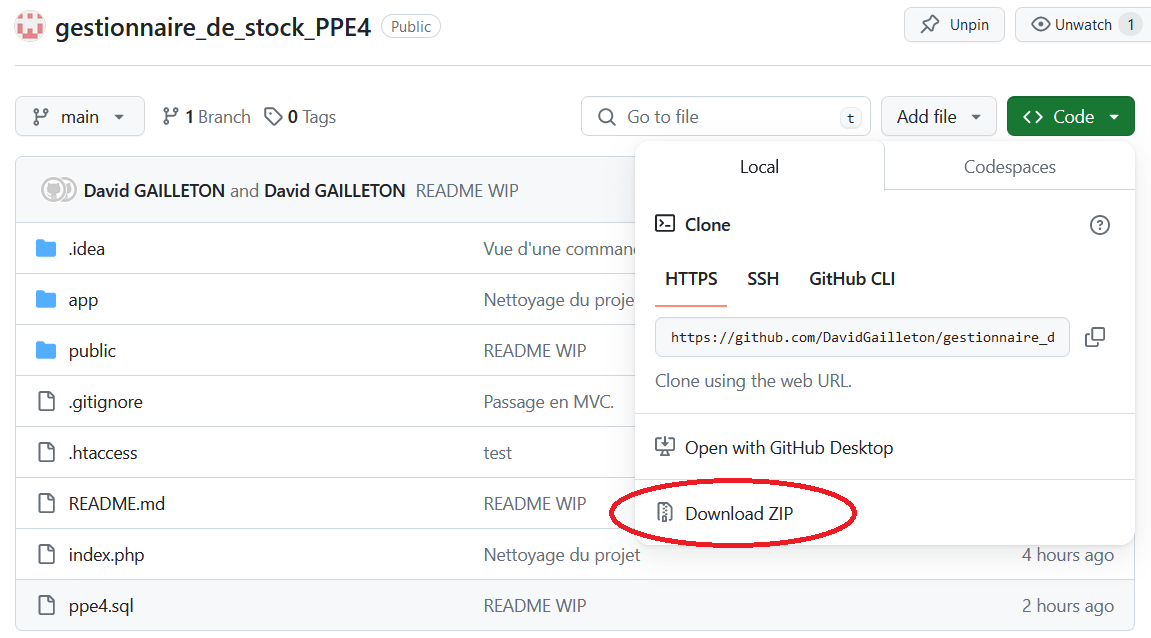 gestionnaire_de_stock_PPE4 Public Unpin Unwatch 1
main 1 Branch 0 Tags Go to file t Add file Code
Local Codespaces
David GAILLETON and David GAILLETON README WIP
Clone
.idea Vue d'une comman
HTTPS SSH GitHub CLI
app Nettoyage du proje
https://github.com/DavidGailleton/gestionnaire_d
public README WIP
Clone using the web URL.
.gitignore Passage en MVC.
Open with GitHub Desktop
.htaccess test
README.md README WIP
Download ZIP
index.php Nettoyage du projet 4 hours ago
ppe4.sql README WIP 2 hours ago